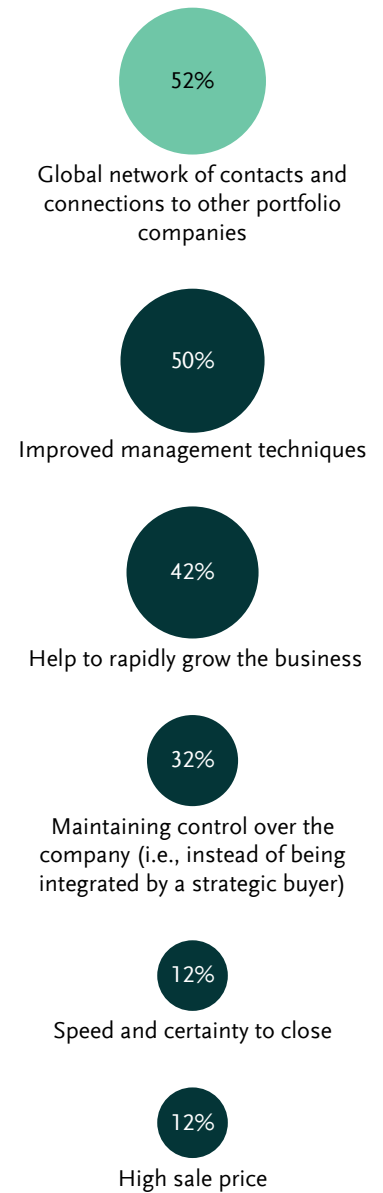 52%
Global network of contacts and
connections to other portfolio
companies
50%
Improved management techniques
42%
Help to rapidly grow the business
32%
Maintaining control over the
company (i.e., instead of being
integrated by a strategic buyer)
12%
Speed and certainty to close
12%
High sale price